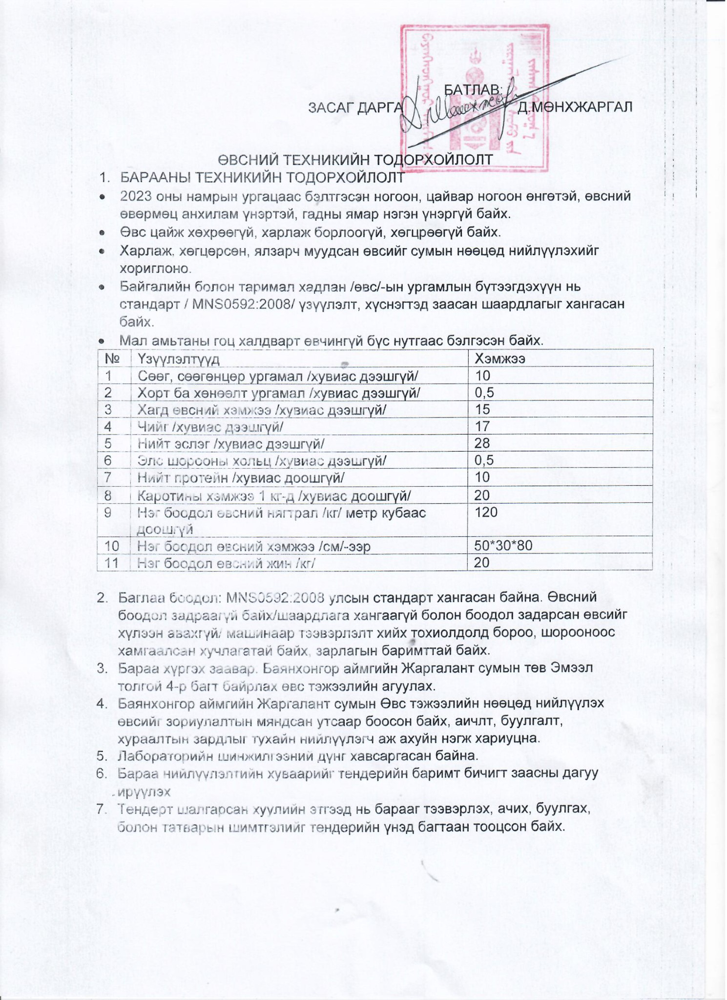 БАТЛАВ:
ЗАСАГ ДАРГА Д.МӨНХЖАРГАЛ
ӨВСНИЙ ТЕХНИКИЙН ТОДОРХОЙЛОЛТ
1. БАРААНЫ ТЕХНИКИЙН ТОДОРХОЙЛОЛТ
• 2023 оны намрын ургацаас бэлтгэсэн ногоон, цайвар ногоон өнгөтэй, өвсний
өвөрмөц анхилам үнэртэй, гадны ямар нэгэн үнэргүй байх.
• Өвс цайж хөхрөөгүй, харлаж борлоогүй, хөгцрөөгүй байх.
• Харлаж, хөгцөрсөн, ялзарч муудсан өвсийг сумын нөөцөд нийлүүлэхийг
хориглоно.
• Байгалийн болон таримал хадлан /өвс/-ын ургамлын бүтээгдэхүүн нь
стандарт / MNS0592:2008/ үзүүлэлт, хүснэгтэд заасан шаардлагыг хангасан
байх.
• Мал амьтаны гоц халдварт өвчингүй бүс нутгаас бэлгэсэн байх.
№ Үзүүлэлтүүд Хэмжээ
1 Сөөг, сөөгөнцөр ургамал /хувиас дээшгүй/ 10
2 Хорт ба хөнөөлт ургамал /хувиас дээшгүй/ 0,5
3 Хагд өвсний хэмжээ /хувиас дээшгүй/ 15
4 Чийг /хувиас дээшгүй/ 17
5 Нийт эслэг /хувиас дээшгүй/ 28
6 Элс шорооны хольц /хувиас дээшгүй/ 0,5
7 Нийт протейн /хувиас доошгүй/ 10
8 Каротины хэмжээ 1 кг-д /хувиас доошгүй/ 20
9 Нэг боодол өвсний нягтрал /кг/ метр кубаас 120
доошгүй
10 Нэг боодол өвсний хэмжээ /см/-ээр 50*30*80
11 Нэг боодол өвсний жин /кг/ 20
2. Баглаа боодол: MNS0592:2008 улсын стандарт хангасан байна. Өвсний
боодол задраагүй байх/шаардлага хангаагүй болон боодол задарсан өвсийг
хүлээн авахгүй/ машинаар тээвэрлэлт хийх тохиолдолд бороо, шорооноос
хамгаалсан хучлагатай байх, зарлагын баримттай байх.
3. Бараа хүргэх заавар. Баянхонгор аймгийн Жаргалант сумын төв Эмээл
толгой 4-р багт байрлах өвс тэжээлийн агуулах.
4. Баянхонгор аймгийн Жаргалант сумын Өвс тэжээлийн нөөцөд нийлүүлэх
өвсийг зориулалтын мяндсан утсаар боосон байх, аичлт, буулгалт,
хураалтын зардлыг тухайн нийлүүлэгч аж ахуйн нэгж хариуцна.
5. Лабораторийн шинжилгээний дүнг хавсаргасан байна.
6. Бараа нийлүүлэлтийн хуваарийг тендерийн баримт бичигт заасны дагуу
ирүүлэх
7. Тендерт шалгарсан хуулийн этгээд нь барааг тээвэрлэх, ачих, буулгах,
болон татварын шимтгэлийг тендерийн үнэд багтаан тооцсон байх.